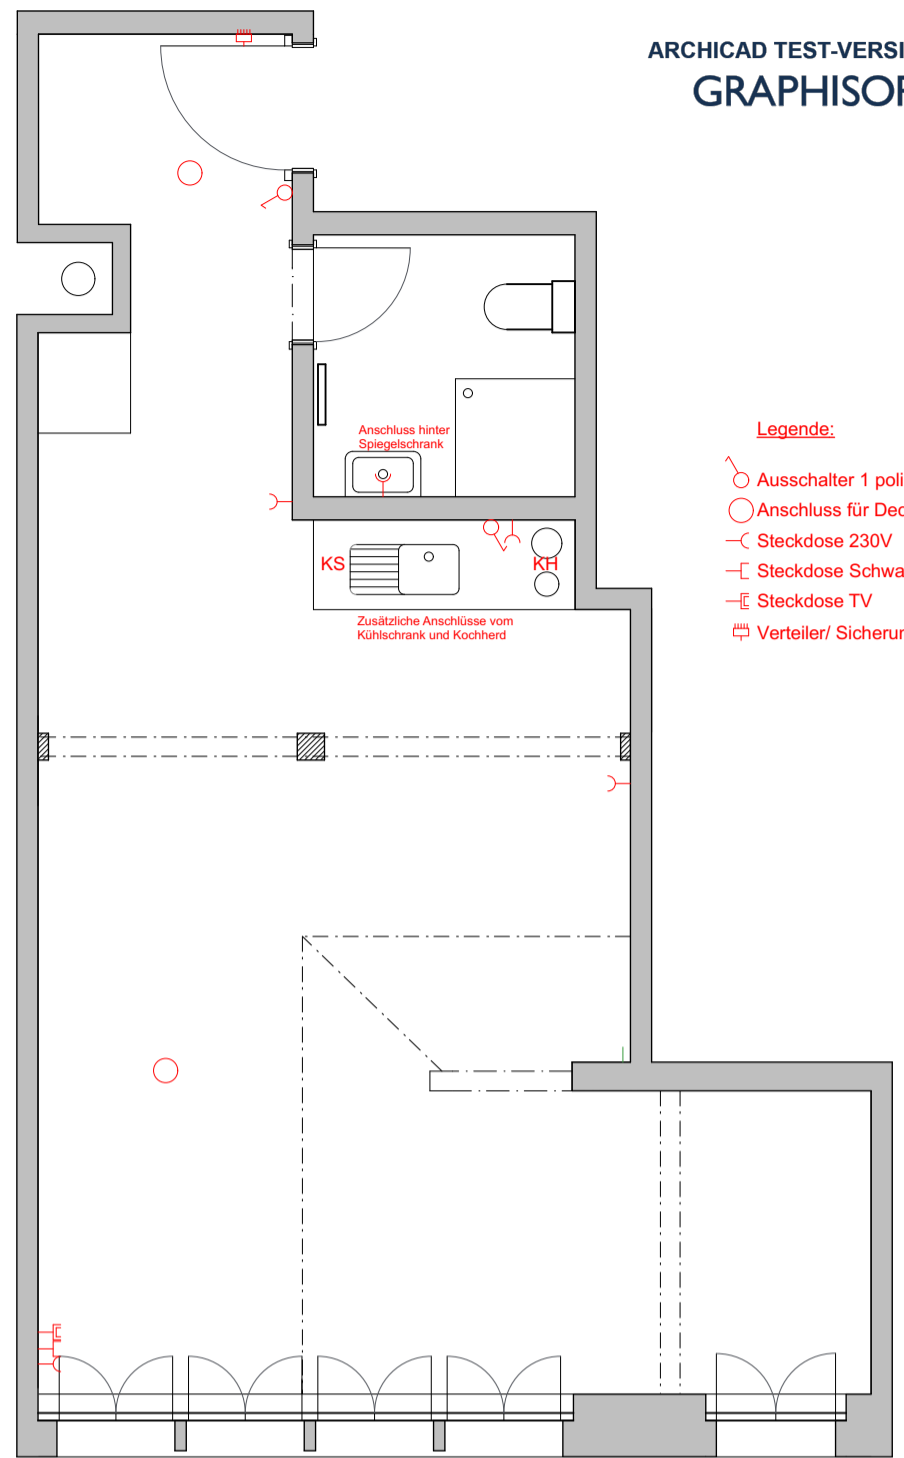 ARCHICAD TEST-VERSI
GRAPHISOF
Anschluss hinter
Spiegelschrank
KS
KH
Zusätzliche Anschlüsse vom
Kühlschrank und Kochherd
Legende:
Ausschalter 1 poli
Anschluss für Dec
Steckdose 230V
Steckdose Schwa
Steckdose TV
Verteiler/ Sicherur